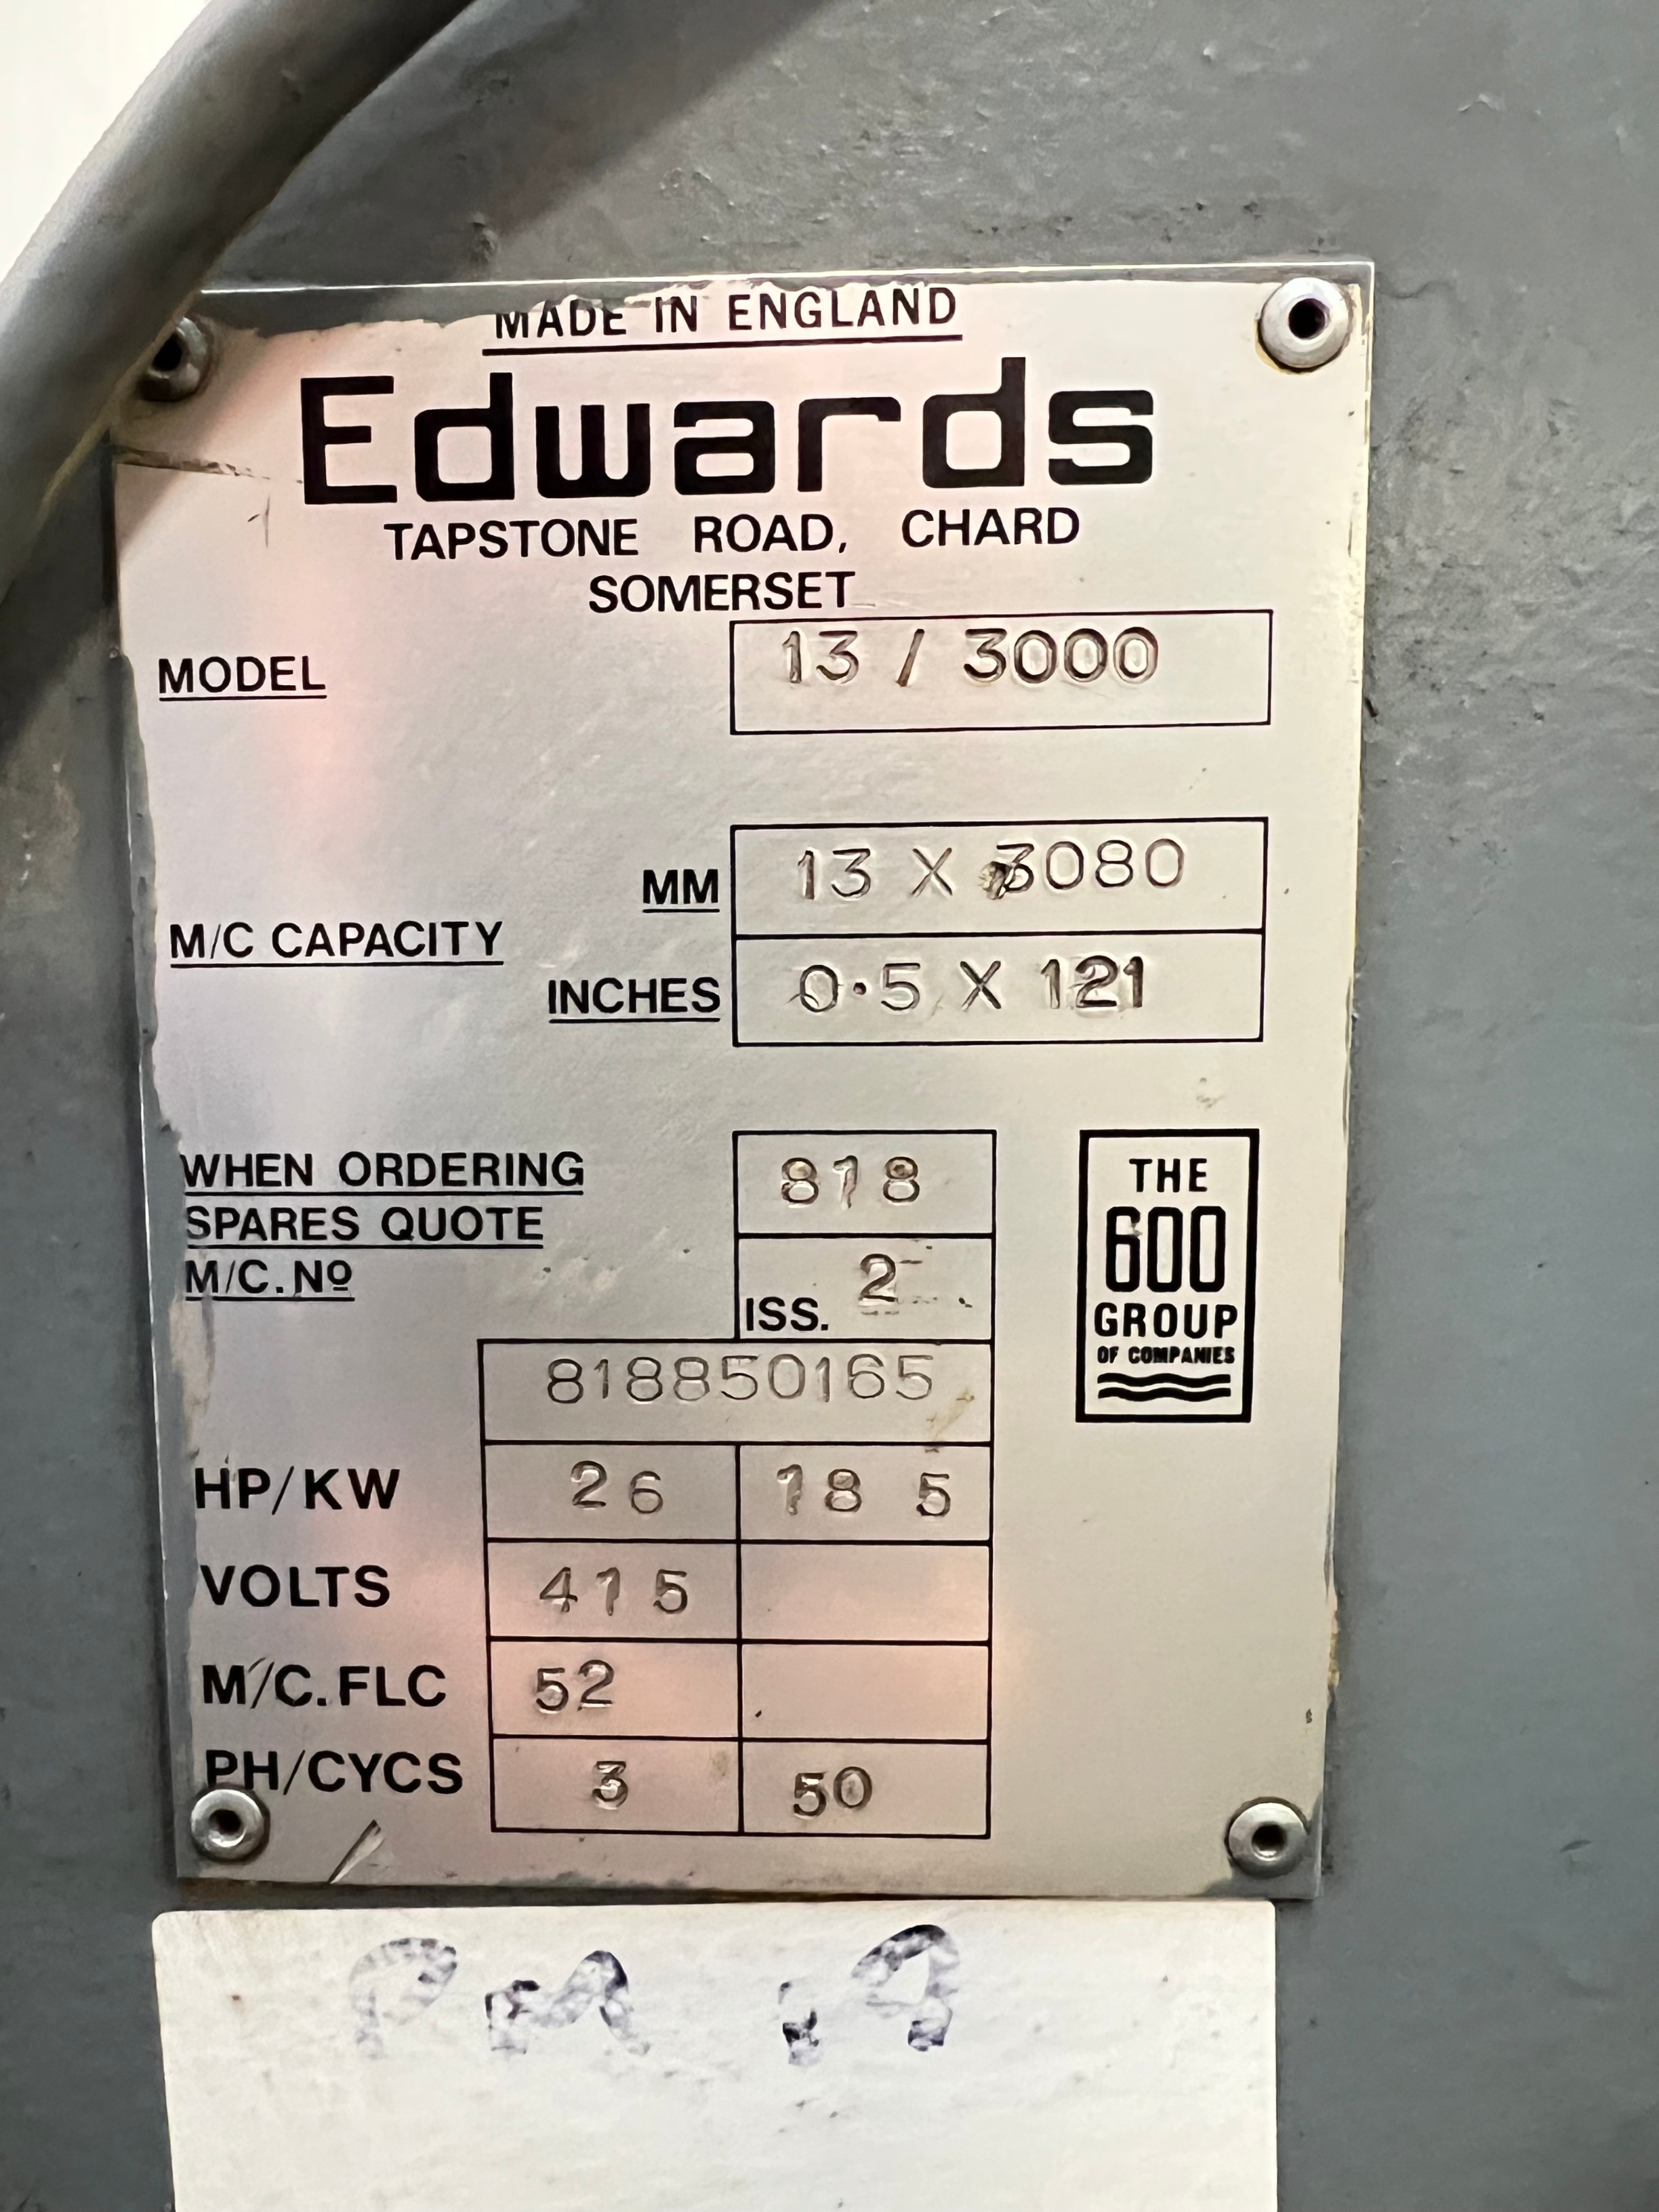 MADE IN ENGLAND
Edwards
TAPSTONE ROAD, CHARD
SOMERSET
MODEL 13 / 3000
M/C CAPACITY
MM 13 X 3080
INCHES 0·5 X 121
WHEN ORDERING
SPARES QUOTE
M/C. Nº
818
ISS. 2
818850165
THE
600
GROUP
OF COMPANIES
HP/KW 26 18 5
VOLTS 415
M/C. FLC 52
PH/CYCS 3 50